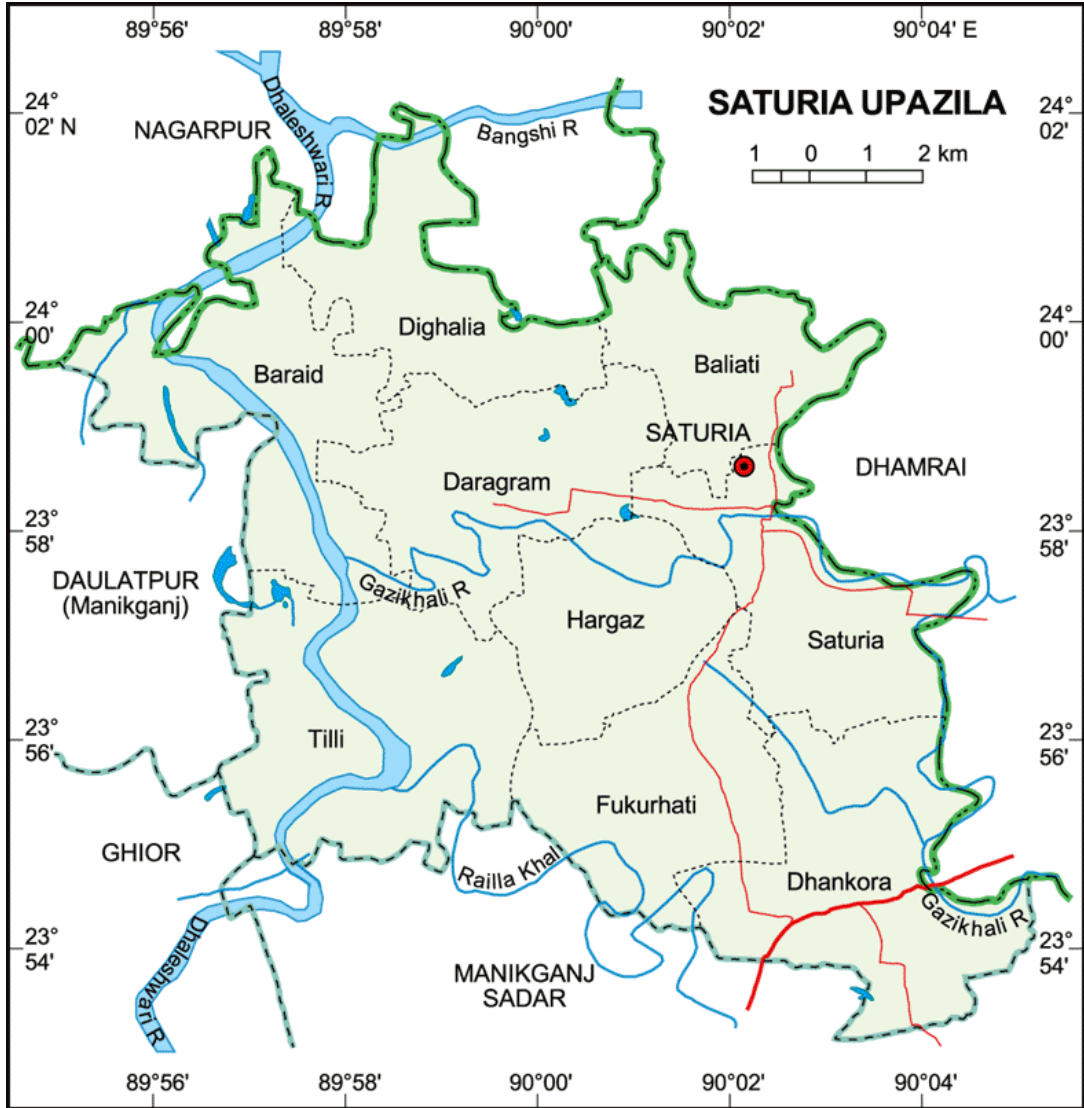 89°56' 89°58' 90°00' 90°02' 90°04' E
24°
02' N
24°
02'
SATURIA UPAZILA
1 0 1 2 km
NAGARPUR
Dhaleshwari R
Bangshi R
24°
00'
24°
00'
Dighalia
Baraid
Baliati
SATURIA
DHAMRAI
Daragram
23°
58'
23°
58'
DAULATPUR
(Manikganj)
Gazikhali R
Hargaz
Saturia
23°
56'
23°
56'
Tilli
Fukurhati
GHIOR
Railla Khal
Dhankora
Gazikhali R
Dhaleshwari R
23°
54'
23°
54'
MANIKGANJ
SADAR
89°56' 89°58' 90°00' 90°02' 90°04'